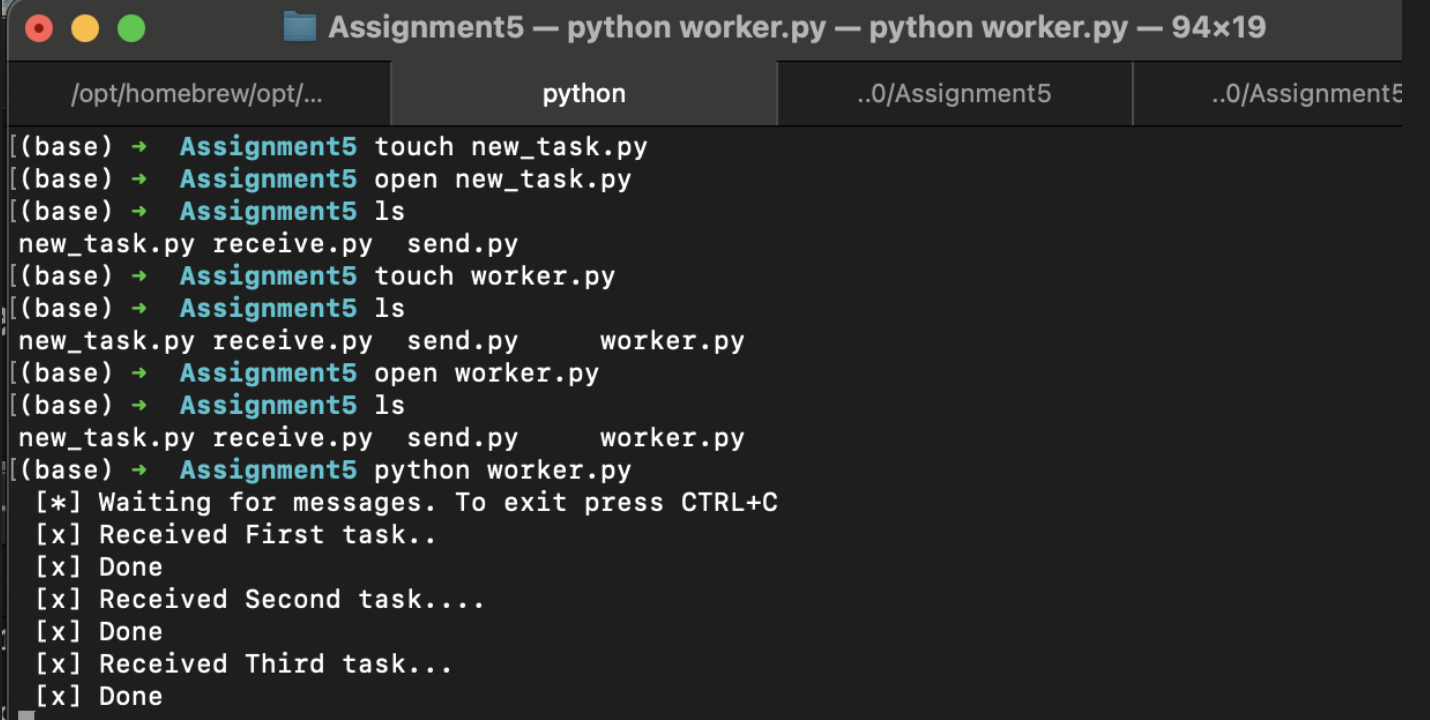 Assignment5 — python worker.py — python worker.py — 94×19
/opt/homebrew/opt/... python ..0/Assignment5 ..0/Assignment5
[(base) ➜  Assignment5 touch new_task.py
[(base) ➜  Assignment5 open new_task.py
[(base) ➜  Assignment5 ls
new_task.py receive.py  send.py
[(base) ➜  Assignment5 touch worker.py
[(base) ➜  Assignment5 ls
new_task.py receive.py  send.py     worker.py
[(base) ➜  Assignment5 open worker.py
[(base) ➜  Assignment5 ls
new_task.py receive.py  send.py     worker.py
[(base) ➜  Assignment5 python worker.py
[*] Waiting for messages. To exit press CTRL+C
[x] Received First task..
[x] Done
[x] Received Second task....
[x] Done
[x] Received Third task...
[x] Done